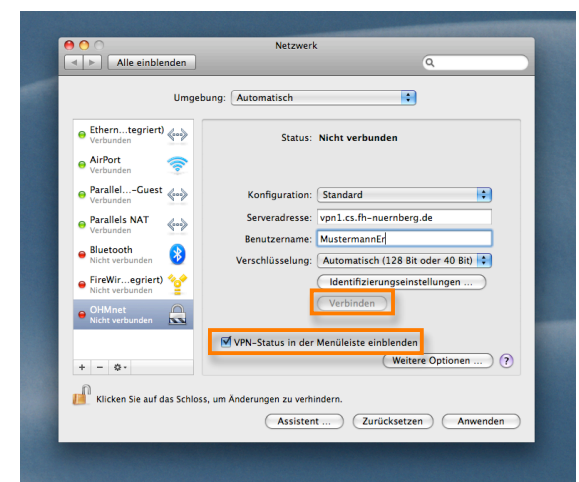 Netzwerk
Alle einblenden
Umgebung: Automatisch
Ethern...tegriert)
Verbunden
AirPort
Verbunden
Parallel...-Guest
Verbunden
Parallels NAT
Verbunden
Bluetooth
Nicht verbunden
FireWir...egriert)
Nicht verbunden
OHMnet
Nicht verbunden
Status: Nicht verbunden
Konfiguration: Standard
Serveradresse: vpn1.cs.fh-nuernberg.de
Benutzername: MustermannEr
Verschlüsselung: Automatisch (128 Bit oder 40 Bit)
Identifizierungseinstellungen ...
Verbinden
VPN-Status in der Menüleiste einblenden
Weitere Optionen ... ?
Klicken Sie auf das Schloss, um Änderungen zu verhindern.
Assistent ... Zurücksetzen Anwenden